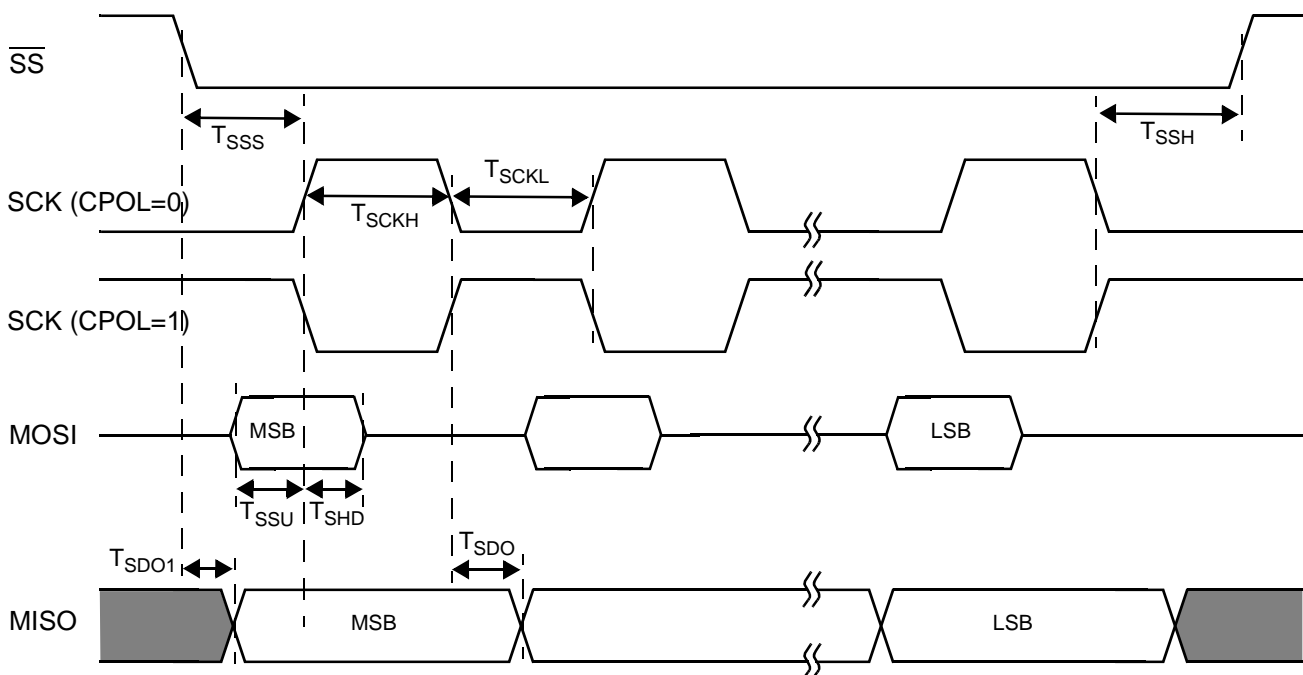 SS
TSSS
TSSH
SCK (CPOL=0)
TSCKH
TSCKL
SCK (CPOL=1)
MOSI
MSB
LSB
TSSU
TSHD
TSDO1
TSDO
MISO
MSB
LSB